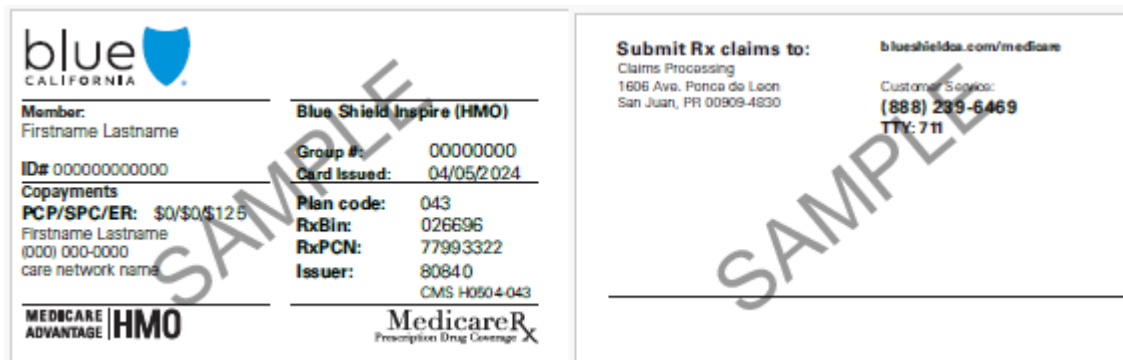 blue
CALIFORNIA
Member:
Firstname Lastname
ID# 000000000000
Copayments
PCP/SPC/ER: $0/$0/$125
Firstname Lastname
(000) 000-0000
care network name
MEDICARE
ADVANTAGE HMO
Blue Shield Inspire (HMO)
Group #: 00000000
Card Issued: 04/05/2024
Plan code: 043
RxBin: 026696
RxPCN: 77993322
Issuer: 80840
CMS H0504-043
MedicareRx
Prescription Drug Coverage
SAMPLE
Submit Rx claims to:
Claims Processing
1606 Ave. Ponce de Leon
San Juan, PR 00909-4830
blueshieldca.com/medicare
Customer Service:
(888) 239-6469
TTY: 711
SAMPLE